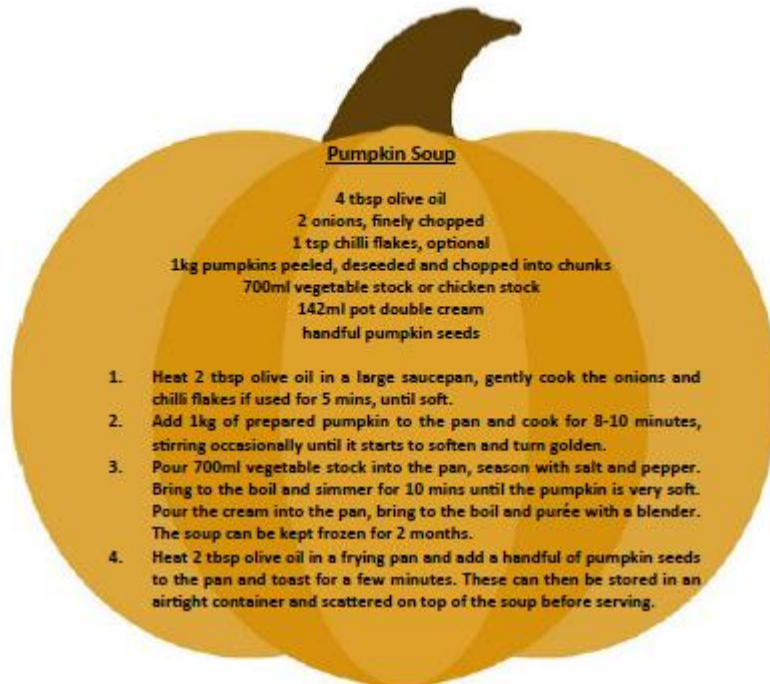 Pumpkin Soup
4 tbsp olive oil
2 onions, finely chopped
1 tsp chilli flakes, optional
1kg pumpkins peeled, deseeded and chopped into chunks
700ml vegetable stock or chicken stock
142ml pot double cream
handful pumpkin seeds
1. Heat 2 tbsp olive oil in a large saucepan, gently cook the onions and
chilli flakes if used for 5 mins, until soft.
2. Add 1kg of prepared pumpkin to the pan and cook for 8-10 minutes,
stirring occasionally until it starts to soften and turn golden.
3. Pour 700ml vegetable stock into the pan, season with salt and pepper.
Bring to the boil and simmer for 10 mins until the pumpkin is very soft.
Pour the cream into the pan, bring to the boil and purée with a blender.
The soup can be kept frozen for 2 months.
4. Heat 2 tbsp olive oil in a frying pan and add a handful of pumpkin seeds
to the pan and toast for a few minutes. These can then be stored in an
airtight container and scattered on top of the soup before serving.